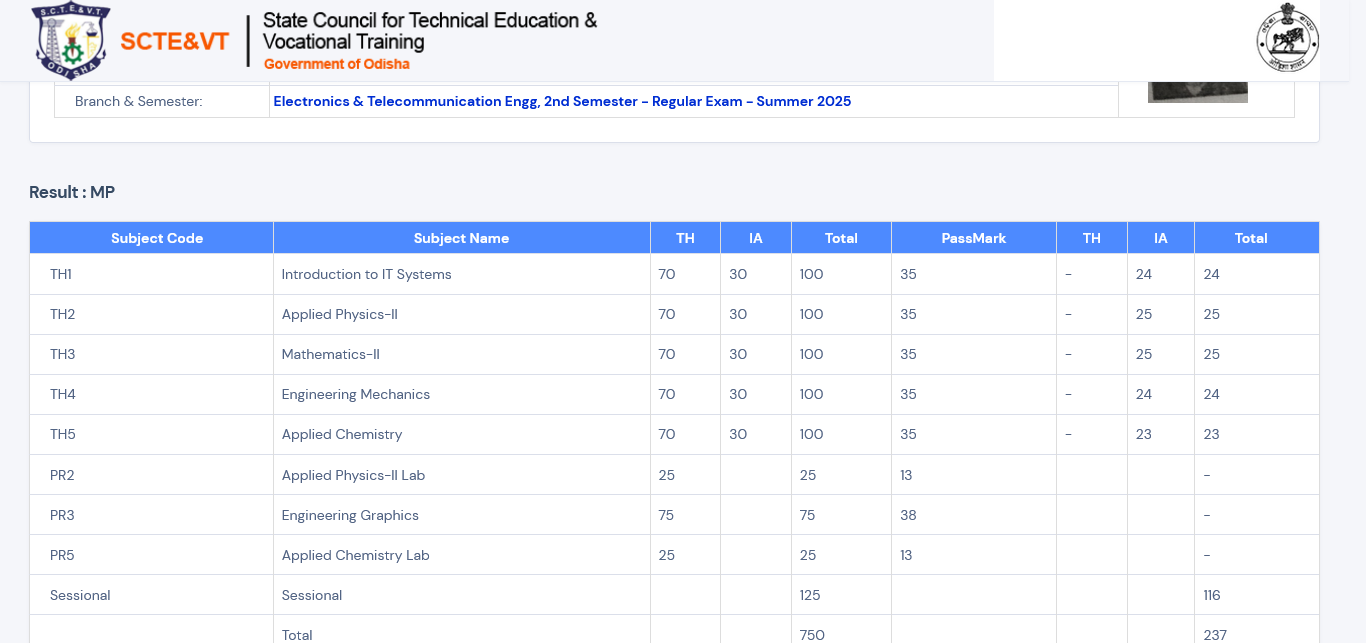 S.C.T.E.&V.T.
ODISHA
SCTE&VT
State Council for Technical Education &
Vocational Training
Government of Odisha
Branch & Semester: Electronics & Telecommunication Engg, 2nd Semester - Regular Exam - Summer 2025
Result : MP
Subject Code Subject Name TH IA Total PassMark TH IA Total
TH1 Introduction to IT Systems 70 30 100 35 - 24 24
TH2 Applied Physics-II 70 30 100 35 - 25 25
TH3 Mathematics-II 70 30 100 35 - 25 25
TH4 Engineering Mechanics 70 30 100 35 - 24 24
TH5 Applied Chemistry 70 30 100 35 - 23 23
PR2 Applied Physics-II Lab 25 25 13 -
PR3 Engineering Graphics 75 75 38 -
PR5 Applied Chemistry Lab 25 25 13 -
Sessional Sessional 125 116
Total 750 237